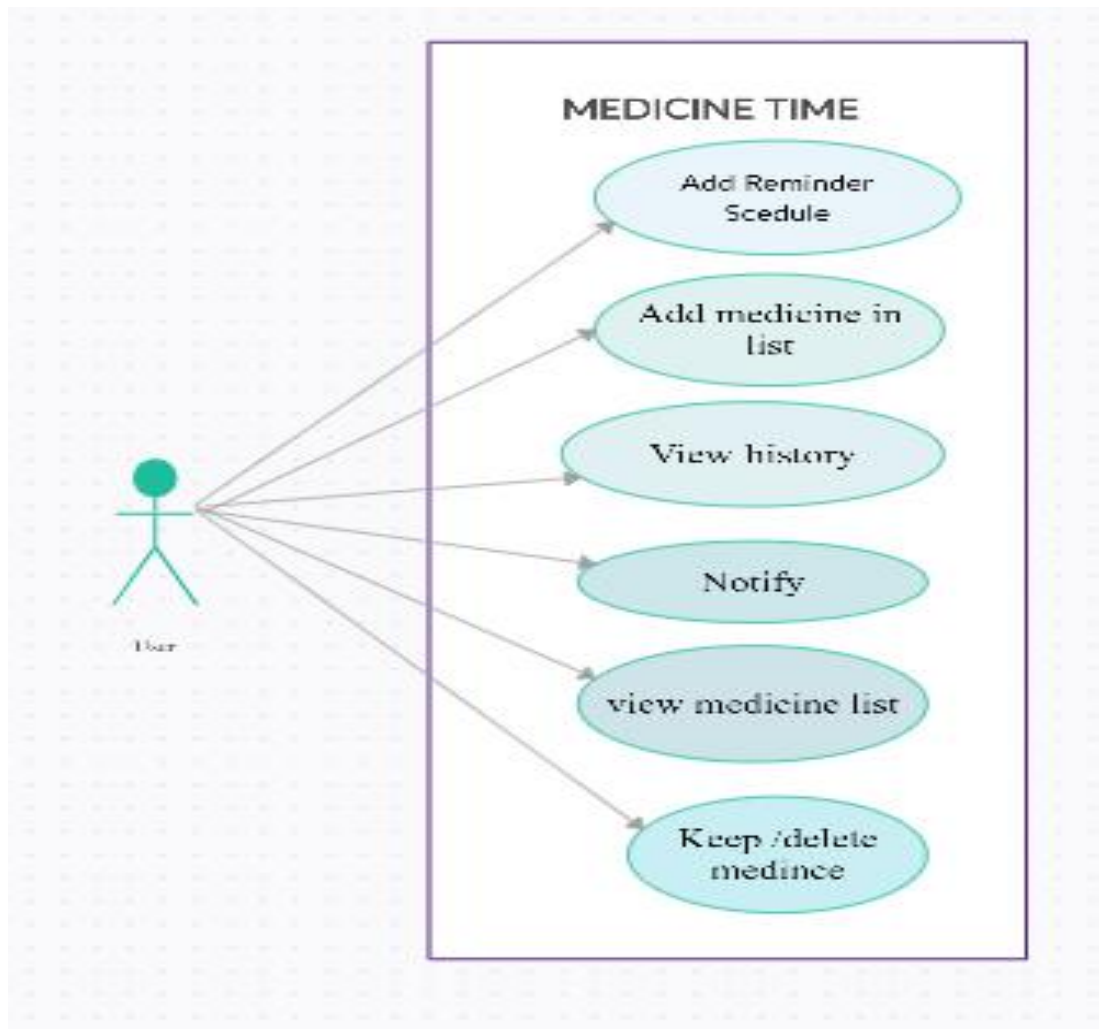 MEDICINE TIME
Add Reminder
Scedule
Add medicine in
list
View history
Notify
view medicine list
Keep /delete
medince
User